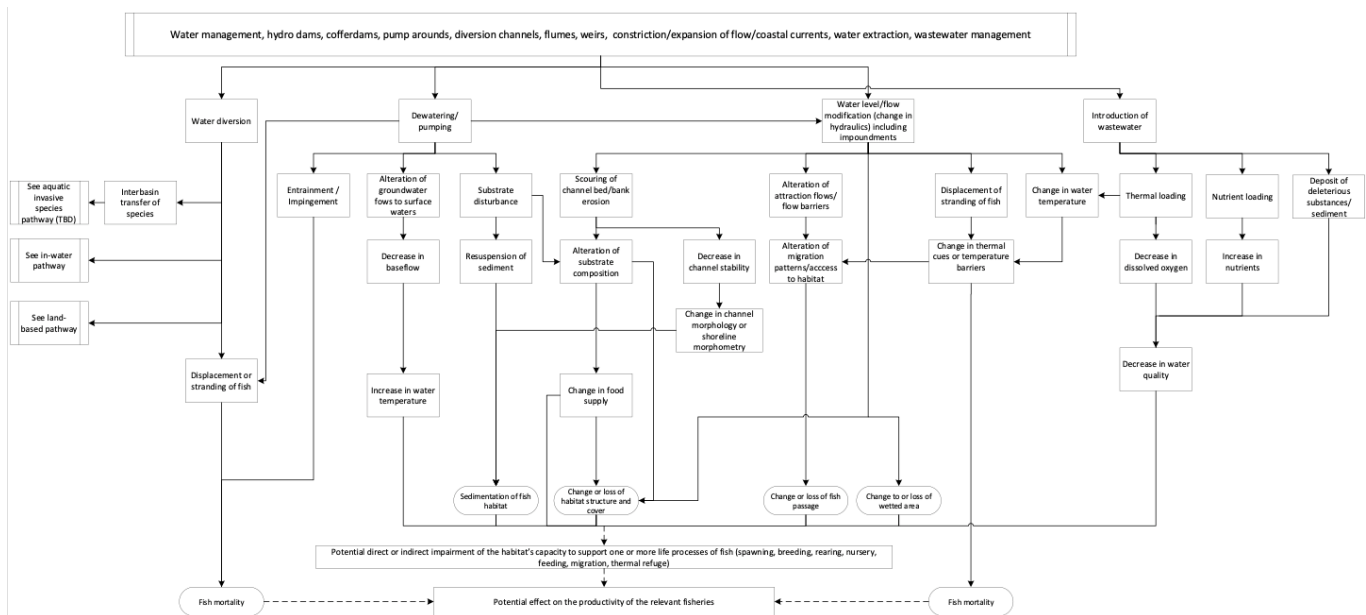 Water management, hydro dams, cofferdams, pump arounds, diversion channels, flumes, weirs, constriction/expansion of flow/coastal currents, water extraction, wastewater management
Water diversion
Dewatering/
pumping
Water level/flow
modification (change in
hydraulics) including
impoundments
Introduction of
wastewater
See aquatic
invasive species
pathway (TBD)
Interbasin
transfer of
species
Entrainment /
Impingement
Alteration of
groundwater
fows to surface
waters
Substrate
disturbance
Scouring of
channel bed/bank
erosion
Alteration of
attraction flows/
flow barriers
Displacement of
stranding of fish
Change in water
temperature
Thermal loading
Nutrient loading
Deposit of deleterious
substances/
sediment
See in-water
pathway
Decrease in
baseflow
Resuspension of
sediment
Alteration of
substrate
composition
Decrease in
channel stability
Alteration of
migration
patterns/acccess
to habitat
Change in thermal
cues or temperature
barriers
Decrease in
dissolved oxygen
Increase in
nutrients
See land-
based pathway
Change in channel
morphology or
shoreline
morphometry
Displacement or
stranding of fish
Increase in water
temperature
Change in food
supply
Decrease in water
quality
Sedimentation of fish
habitat
Change or loss of
habitat structure and
cover
Change or loss of fish
passage
Change to or loss of
wetted area
Potential direct or indirect impairment of the habitat's capacity to support one or more life processes of fish (spawning, breeding, rearing, nursery,
feeding, migration, thermal refuge)
Fish mortality
Potential effect on the productivity of the relevant fisheries
Fish mortality